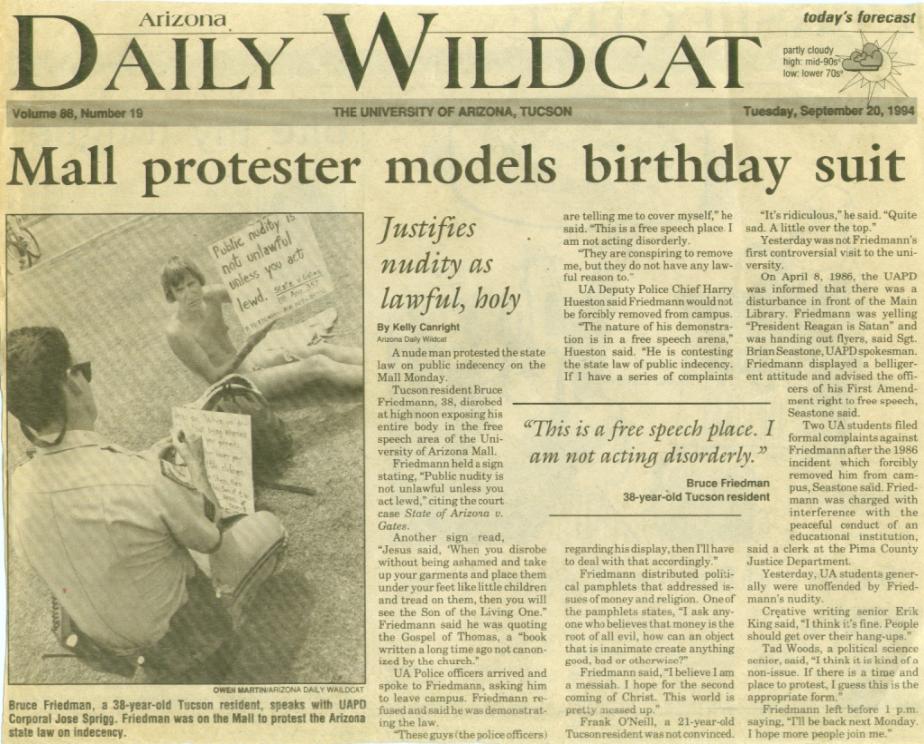 Arizona
DAILY WILDCAT
today's forecast
partly cloudy
high: mid-90s°
low: lower 70s°
Volume 88, Number 19
THE UNIVERSITY OF ARIZONA, TUCSON
Tuesday, September 20, 1994
Mall protester models birthday suit
Public nudity is
not unlawful
unless you act
lewd.
State v. Gates
OWEN MARTIN/ARIZONA DAILY WAILDCAT
Bruce Friedman, a 38-year-old Tucson resident, speaks with UAPD
Corporal Jose Sprigg. Friedman was on the Mall to protest the Arizona
state law on indecency.
Justifies
nudity as
lawful, holy
By Kelly Canright
Arizona Daily Wildcat
A nude man protested the state
law on public indecency on the
Mall Monday.
Tucson resident Bruce
Friedmann, 38, disrobed
at high noon exposing his
entire body in the free
speech area of the Uni-
versity of Arizona Mall.
Friedmann held a sign
stating, "Public nudity is
not unlawful unless you
act lewd," citing the court
case State of Arizona v.
Gates.
Another sign read,
"Jesus said, 'When you disrobe
without being ashamed and take
up your garments and place them
under your feet like little children
and tread on them, then you will
see the Son of the Living One."
Friedmann said he was quoting
the Gospel of Thomas, a "book
written a long time ago not canon-
ized by the church."
UA Police officers arrived and
spoke to Friedmann, asking him
to leave campus. Friedmann re-
fused and said he was demonstrat-
ing the law.
"These guys (the police officers)
are telling me to cover myself," he
said. "This is a free speech place. I
am not acting disorderly.
"They are conspiring to remove
me, but they do not have any law-
ful reason to."
UA Deputy Police Chief Harry
Hueston said Friedmann would not
be forcibly removed from campus.
"The nature of his demonstra-
tion is in a free speech arena,"
Hueston said. "He is contesting
the state law of public indecency.
If I have a series of complaints
"This is a free speech place. I
am not acting disorderly."
Bruce Friedman
38-year-old Tucson resident
regarding his display, then I'll have
to deal with that accordingly."
Friedmann distributed politi-
cal pamphlets that addressed is-
sues of money and religion. One of
the pamphlets states, "I ask any-
one who believes that money is the
root of all evil, how can an object
that is inanimate create anything
good, bad or otherwise?"
Friedmann said, "I believe I am
a messiah. I hope for the second
coming of Christ. This world is
pretty messed up."
Frank O'Neill, a 21-year-old
Tucson resident was not convinced.
"It's ridiculous," he said. "Quite
sad. A little over the top."
Yesterday was not Friedmann's
first controversial visit to the uni-
versity.
On April 8, 1986, the UAPD
was informed that there was a
disturbance in front of the Main
Library. Friedmann was yelling
"President Reagan is Satan" and
was handing out flyers, said Sgt.
Brian Seastone, UAPD spokesman.
Friedmann displayed a belliger-
ent attitude and advised the offi-
cers of his First Amend-
ment right to free speech,
Seastone said.
Two UA students filed
formal complaints against
Friedmann after the 1986
incident which forcibly
removed him from cam-
pus, Seastone said. Fried-
mann was charged with
interference with the
peaceful conduct of an
educational institution,
said a clerk at the Pima County
Justice Department.
Yesterday, UA students gener-
ally were unoffended by Fried-
mann's nudity.
Creative writing senior Erik
King said, "I think it's fine. People
should get over their hang-ups."
Tad Woods, a political science
senior, said, "I think it is kind of a
non-issue. If there is a time and
place to protest, I guess this is the
appropriate form."
Friedmann left before 1 p.m.
saying, "I'll be back next Monday.
I hope more people join me."